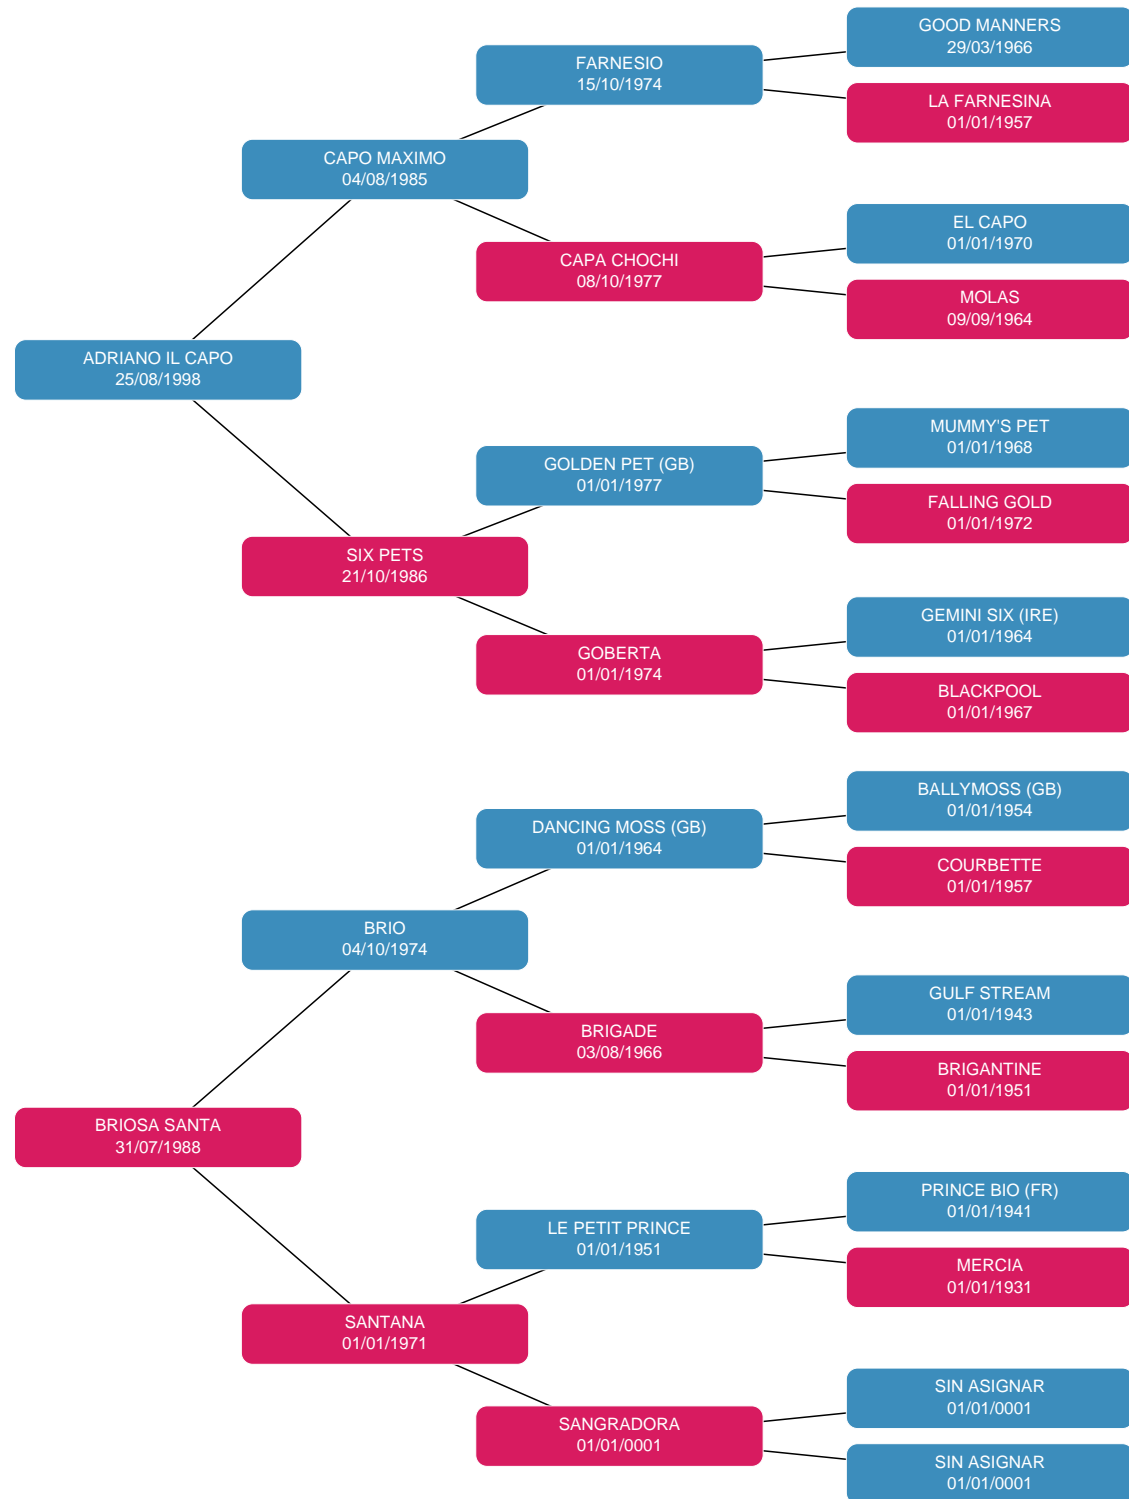 GOOD MANNERS
29/03/1966
FARNESIO
15/10/1974
LA FARNESINA
01/01/1957
CAPO MAXIMO
04/08/1985
EL CAPO
01/01/1970
CAPA CHOCHI
08/10/1977
MOLAS
09/09/1964
ADRIANO IL CAPO
25/08/1998
MUMMY'S PET
01/01/1968
GOLDEN PET (GB)
01/01/1977
FALLING GOLD
01/01/1972
SIX PETS
21/10/1986
GEMINI SIX (IRE)
01/01/1964
GOBERTA
01/01/1974
BLACKPOOL
01/01/1967
BALLYMOSS (GB)
01/01/1954
DANCING MOSS (GB)
01/01/1964
COURBETTE
01/01/1957
BRIO
04/10/1974
GULF STREAM
01/01/1943
BRIGADE
03/08/1966
BRIGANTINE
01/01/1951
BRIOSA SANTA
31/07/1988
PRINCE BIO (FR)
01/01/1941
LE PETIT PRINCE
01/01/1951
MERCIA
01/01/1931
SANTANA
01/01/1971
SIN ASIGNAR
01/01/0001
SANGRADORA
01/01/0001
SIN ASIGNAR
01/01/0001